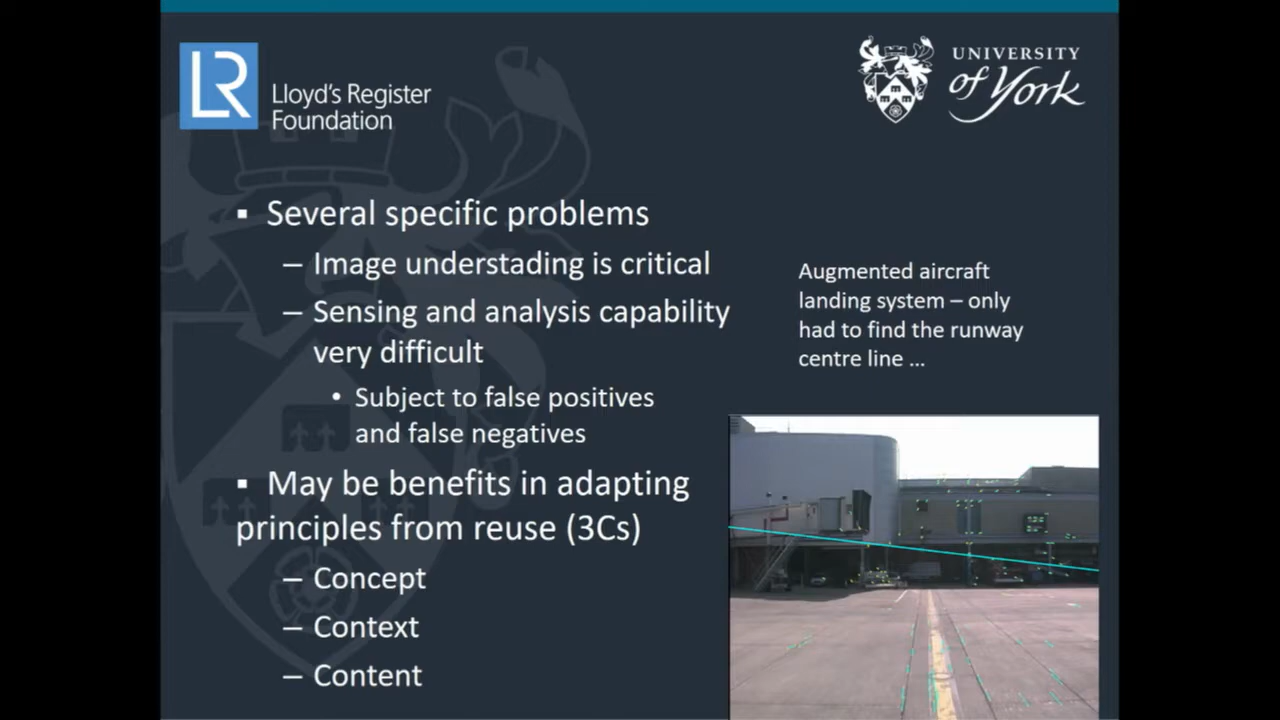 LR
Lloyd's Register
Foundation
UNIVERSITY
of York
▪ Several specific problems
– Image understading is critical
– Sensing and analysis capability
very difficult
• Subject to false positives
and false negatives
▪ May be benefits in adapting
principles from reuse (3Cs)
– Concept
– Context
– Content
Augmented aircraft
landing system – only
had to find the runway
centre line ...